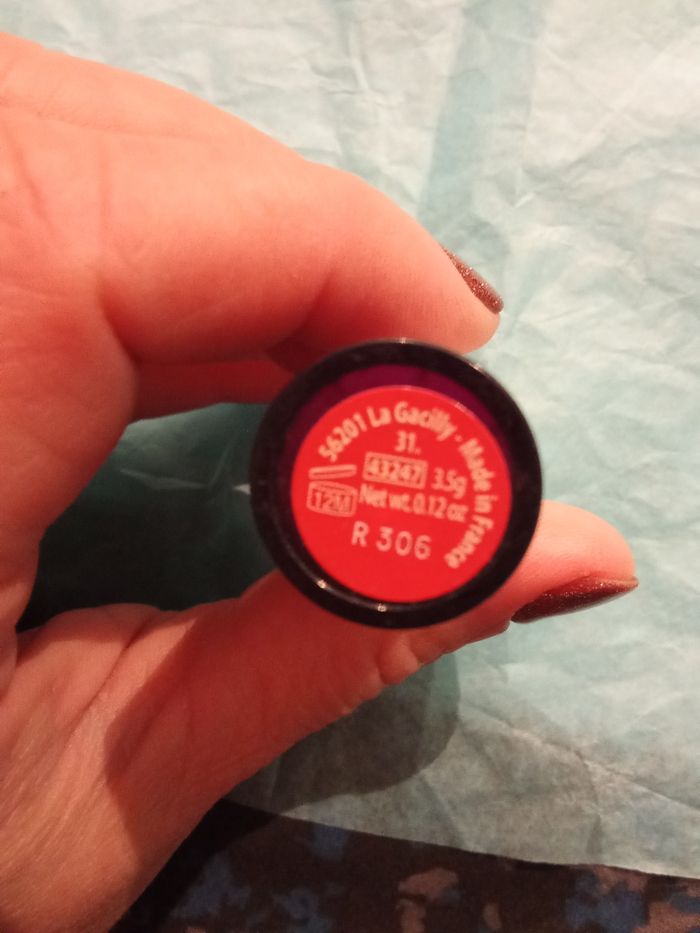 56201 La Gacilly - Made in France
31.
43247 3.5g
12M Net wt. 0.12 oz
R 306